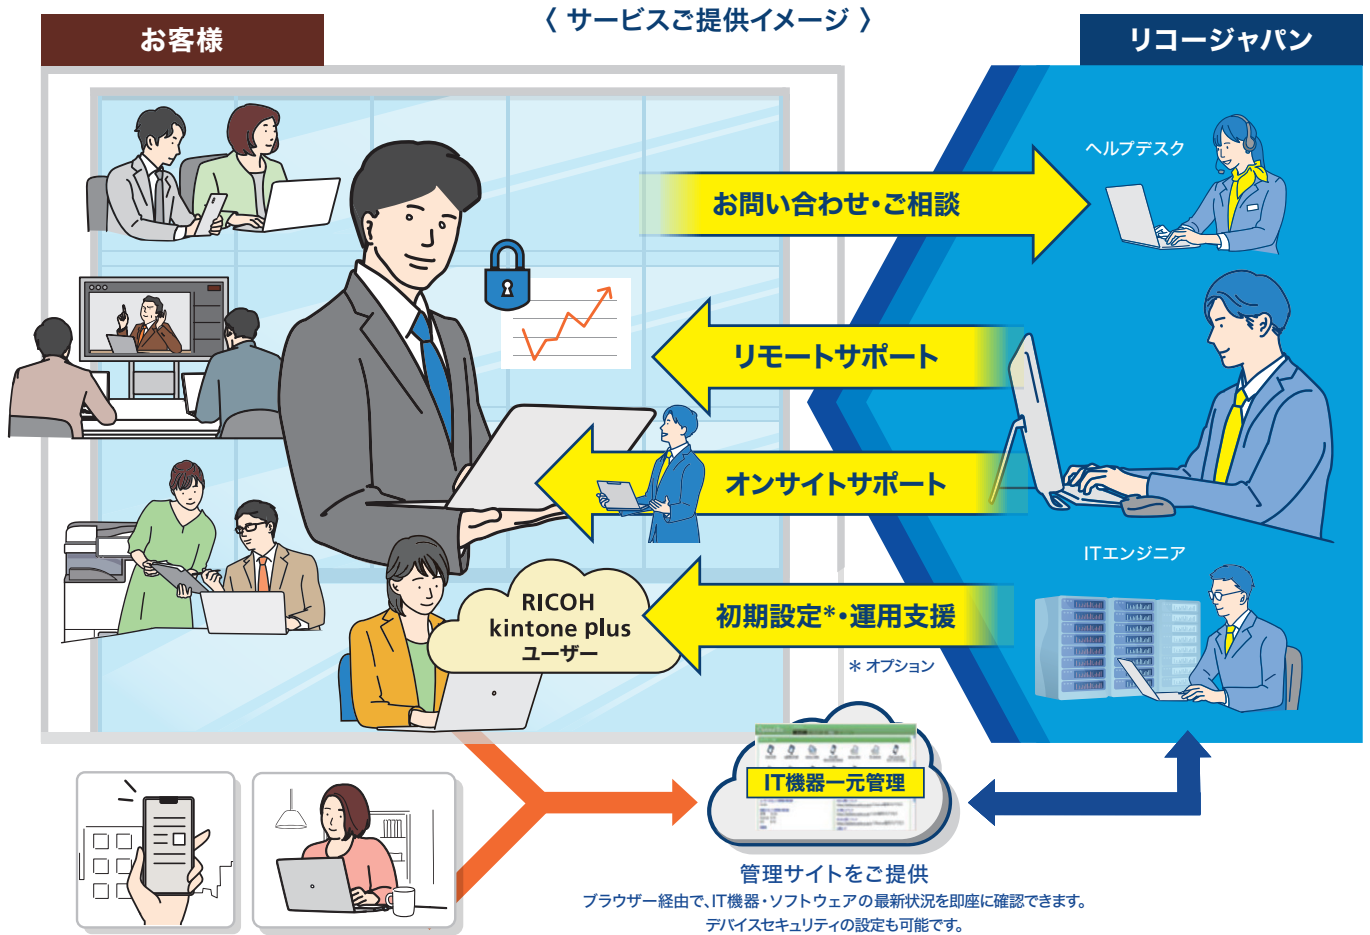 〈 サービスご提供イメージ 〉
お客様
リコージャパン
ヘルプデスク
お問い合わせ・ご相談
リモートサポート
オンサイトサポート
ITエンジニア
RICOH
kintone plus
ユーザー
初期設定*・運用支援
＊オプション
IT機器一元管理
管理サイトをご提供
ブラウザー経由で、IT機器・ソフトウェアの最新状況を即座に確認できます。
デバイスセキュリティの設定も可能です。